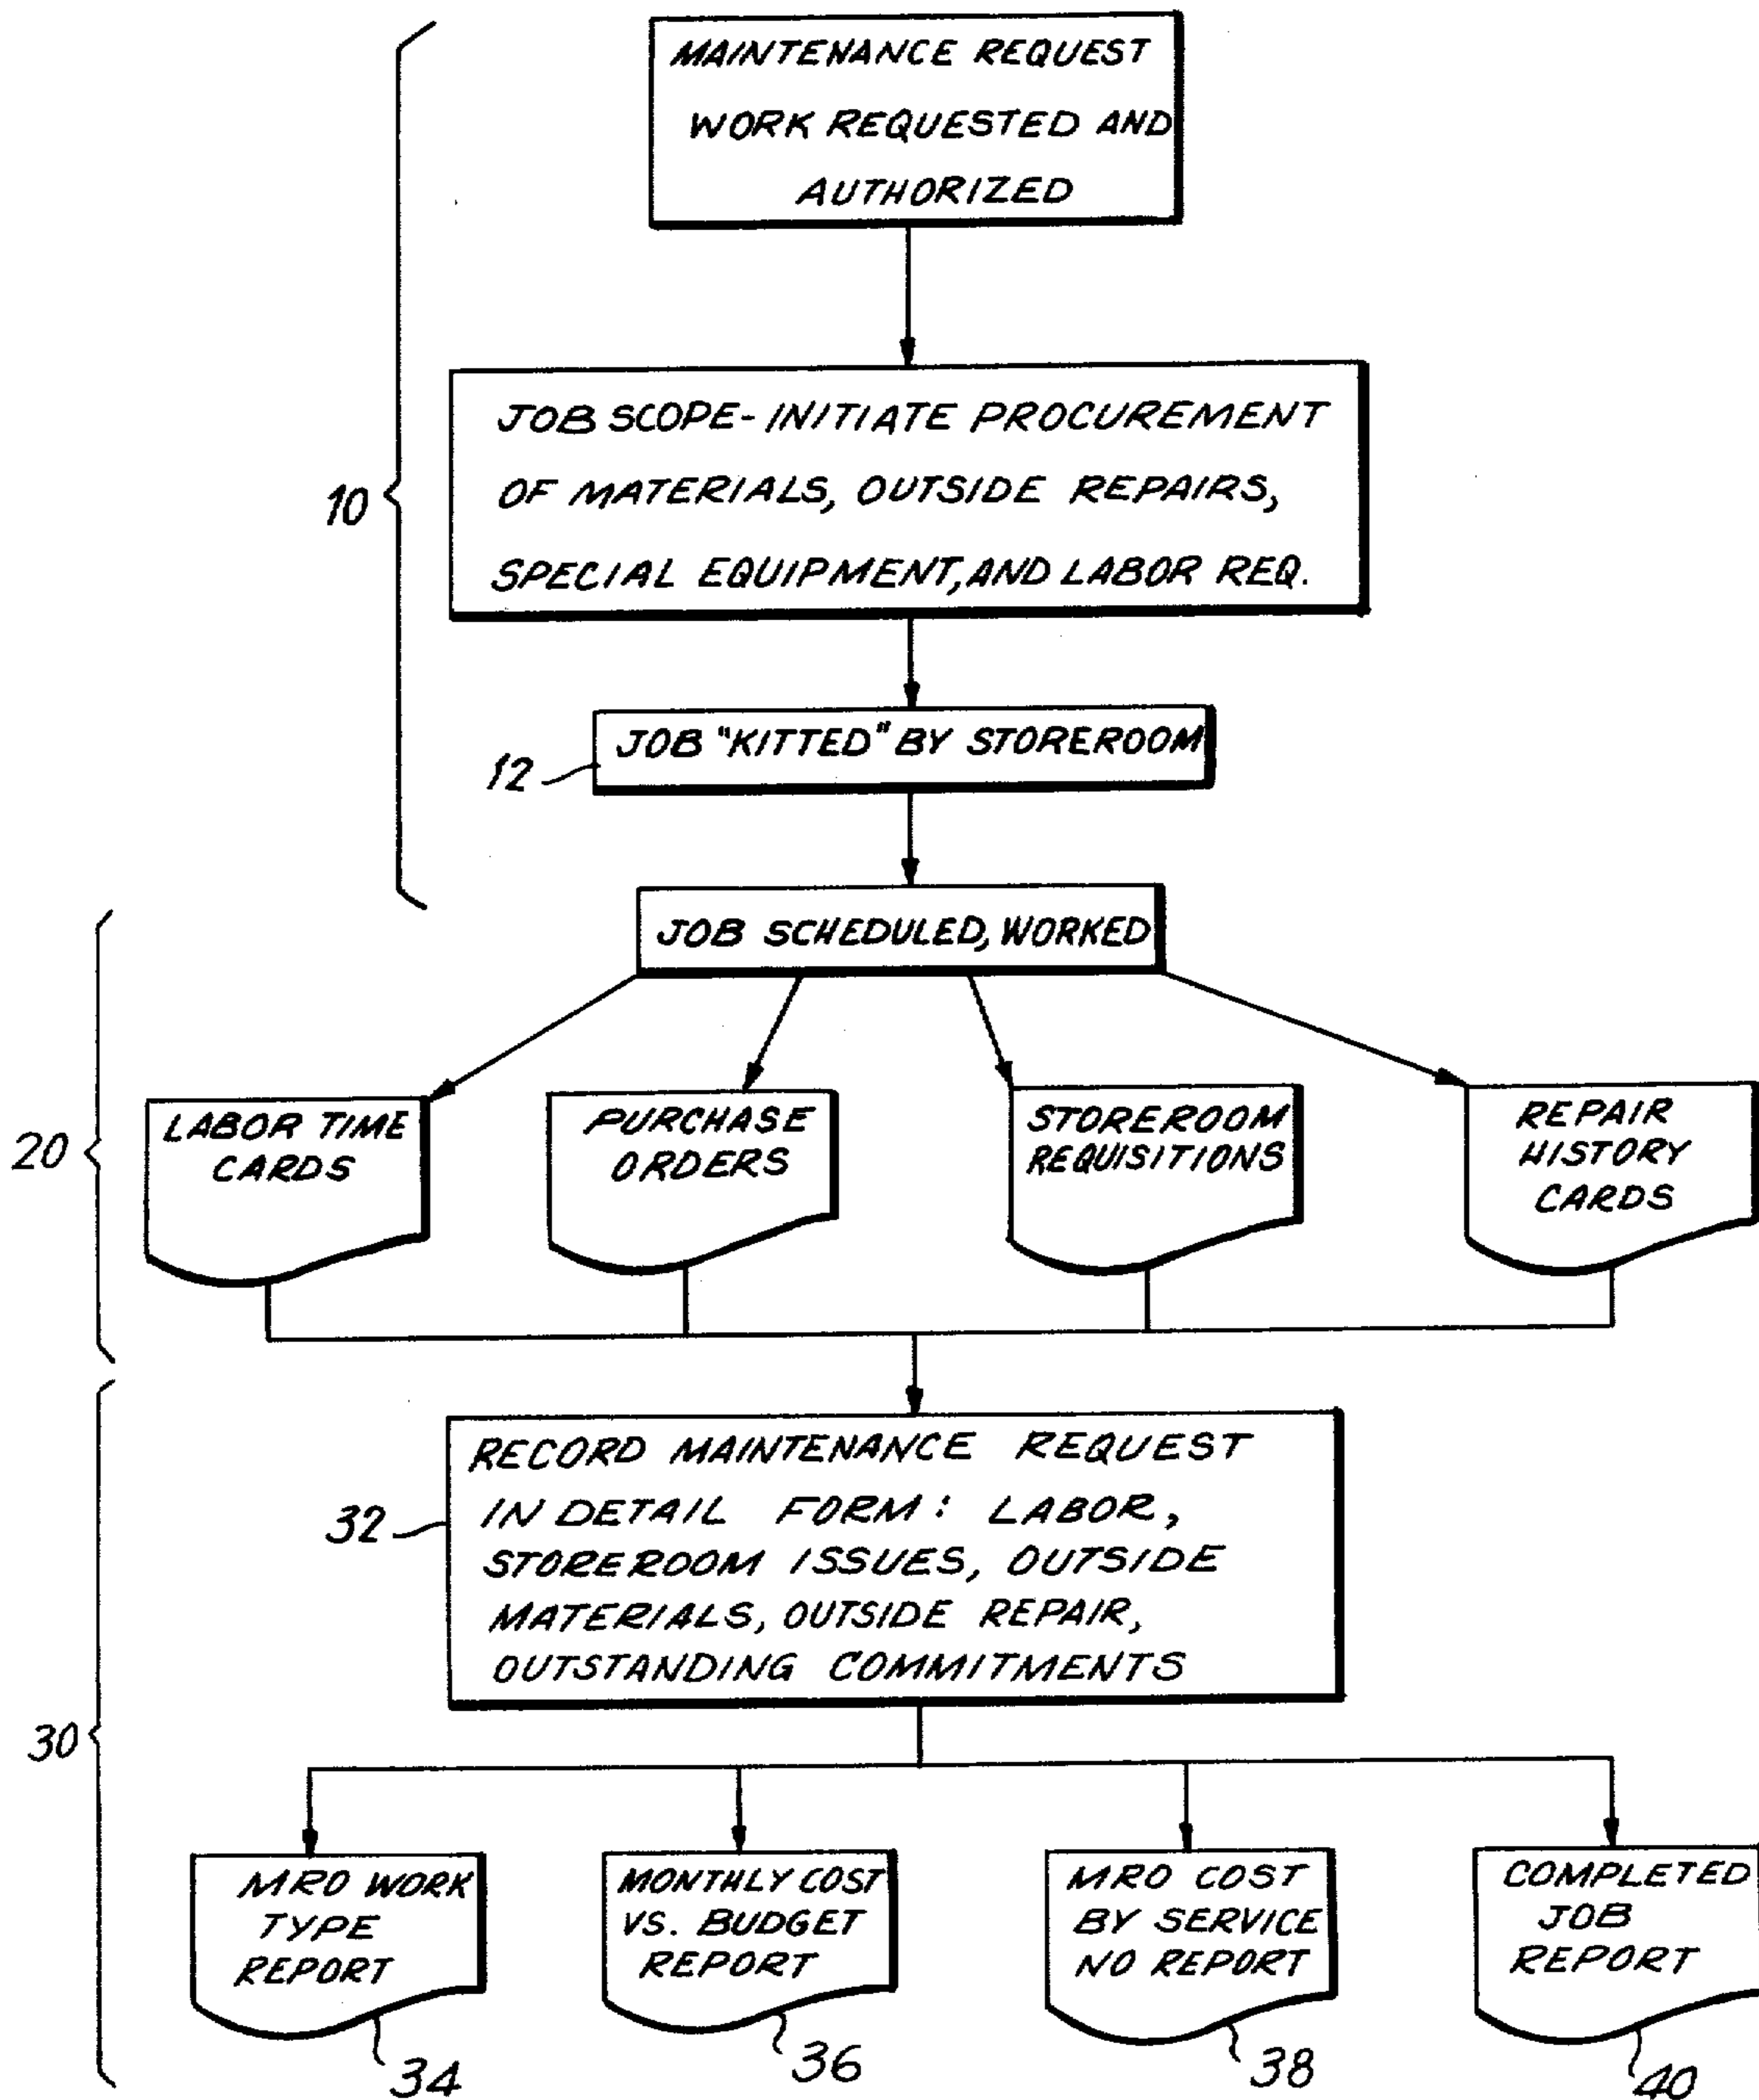 MAINTENANCE REQUEST
WORK REQUESTED AND
AUTHORIZED
JOB SCOPE-INITIATE PROCUREMENT
OF MATERIALS, OUTSIDE REPAIRS,
SPECIAL EQUIPMENT, AND LABOR REQ.
10
JOB "KITTED" BY STOREROOM
12
JOB SCHEDULED, WORKED
20
LABOR TIME
CARDS
PURCHASE
ORDERS
STOREROOM
REQUISITIONS
REPAIR
HISTORY
CARDS
RECORD MAINTENANCE REQUEST
IN DETAIL FORM: LABOR,
STOREROOM ISSUES, OUTSIDE
MATERIALS, OUTSIDE REPAIR,
OUTSTANDING COMMITMENTS
32
30
MRO WORK
TYPE
REPORT
34
MONTHLY COST
VS. BUDGET
REPORT
36
MRO COST
BY SERVICE
NO REPORT
38
COMPLETED
JOB
REPORT
40